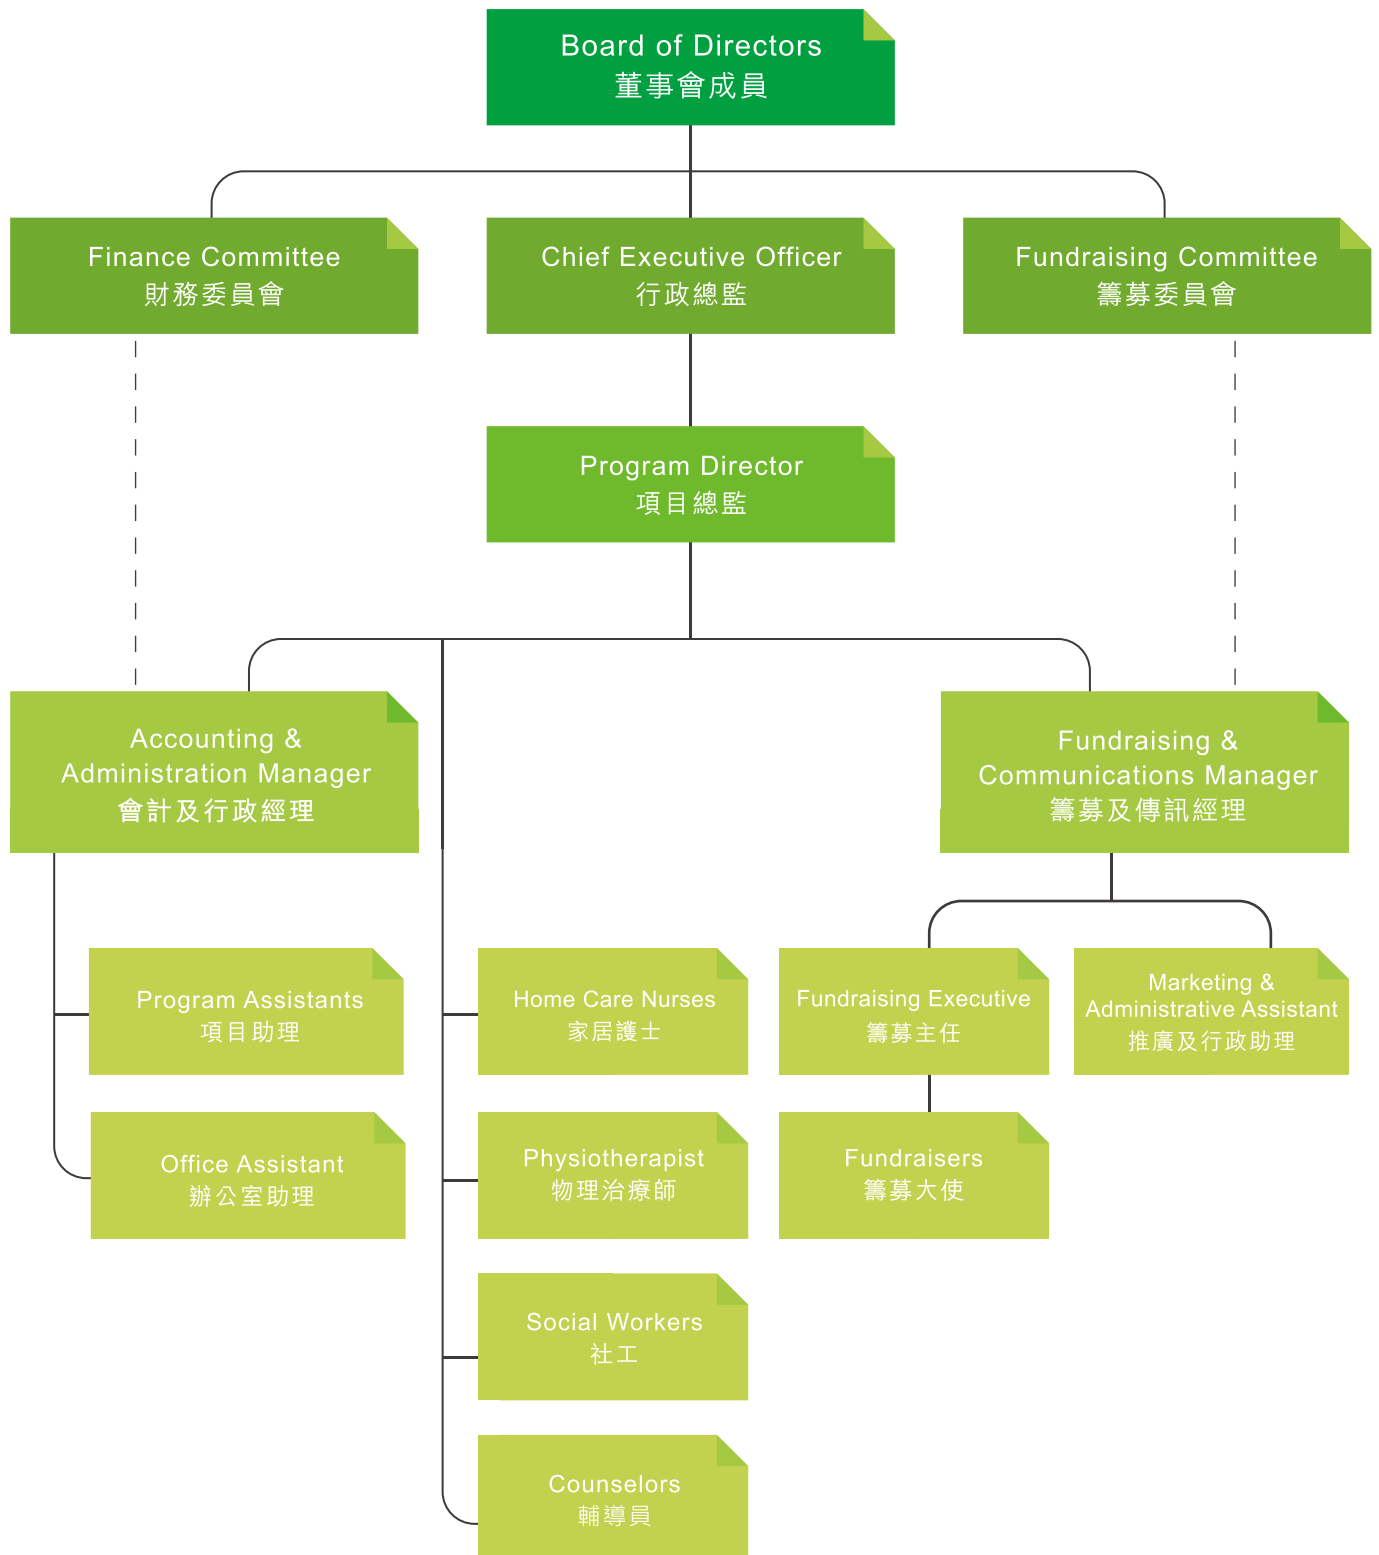 Board of Directors
董事會成員
Finance Committee
財務委員會
Chief Executive Officer
行政總監
Fundraising Committee
籌募委員會
Program Director
項目總監
Accounting &
Administration Manager
會計及行政經理
Fundraising &
Communications Manager
籌募及傳訊經理
Program Assistants
項目助理
Home Care Nurses
家居護士
Fundraising Executive
籌募主任
Marketing &
Administrative Assistant
推廣及行政助理
Office Assistant
辦公室助理
Physiotherapist
物理治療師
Fundraisers
籌募大使
Social Workers
社工
Counselors
輔導員